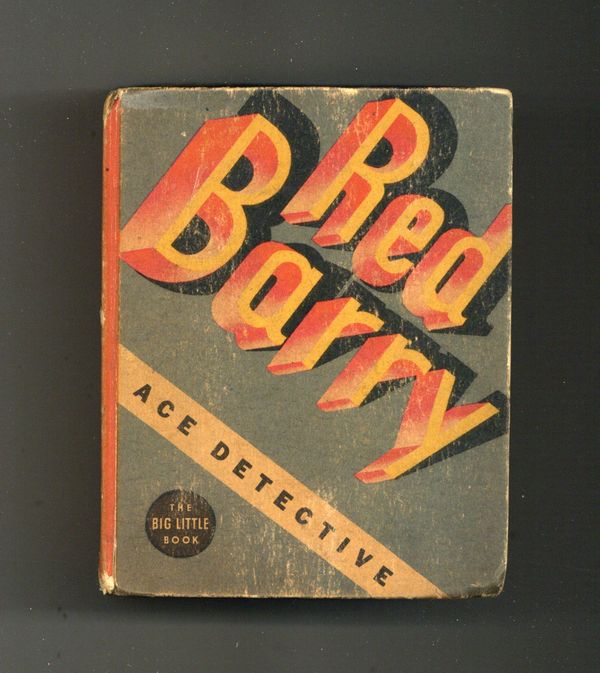 Red
Barry
ACE DETECTIVE
THE
BIG LITTLE
BOOK